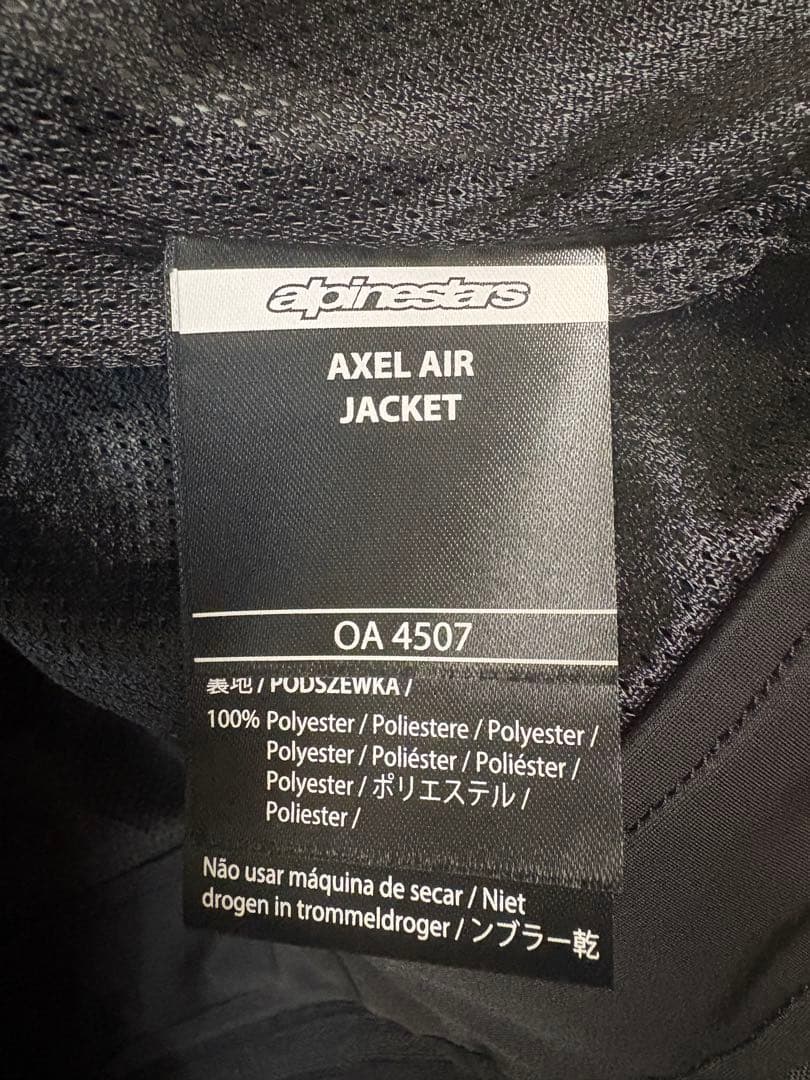 alpinestars
AXEL AIR
JACKET
OA 4507
裏地 / PODSZEWKA /
100% Polyester / Poliestere / Polyester /
Polyester / Poliéster / Poliéster /
Polyester / ポリエステル /
Poliester /
Não usar máquina de secar / Niet
drogen in trommeldroger / ンブラー乾